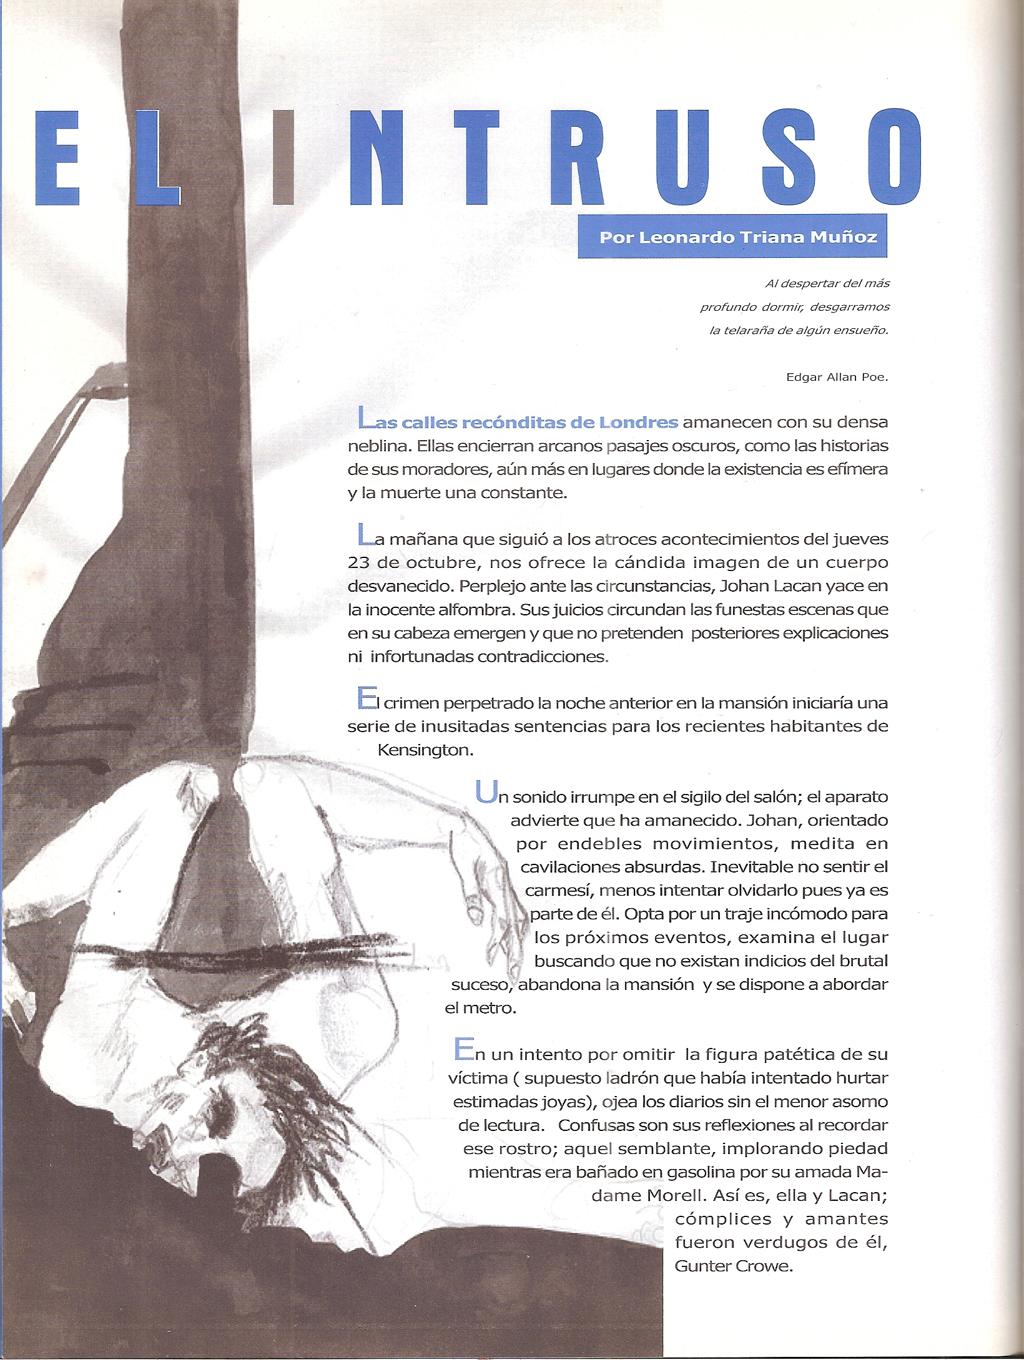 EL INTRUSO
Por Leonardo Triana Muñoz
Al despertar del más
profundo dormir, desgarramos
la telaraña de algún ensueño.
Edgar Allan Poe.
Las calles recónditas de Londres amanecen con su densa
neblina. Ellas encierran arcanos pasajes oscuros, como las historias
de sus moradores, aún más en lugares donde la existencia es efímera
y la muerte una constante.
La mañana que siguió a los atroces acontecimientos del jueves
23 de octubre, nos ofrece la cándida imagen de un cuerpo
desvanecido. Perplejo ante las circunstancias, Johan Lacan yace en
la inocente alfombra. Sus juicios circundan las funestas escenas que
en su cabeza emergen y que no pretenden posteriores explicaciones
ni infortunadas contradicciones.
El crimen perpetrado la noche anterior en la mansión iniciaría una
serie de inusitadas sentencias para los recientes habitantes de
Kensington.
Un sonido irrumpe en el sigilo del salón; el aparato
advierte que ha amanecido. Johan, orientado
por endebles movimientos, medita en
cavilaciones absurdas. Inevitable no sentir el
carmesí, menos intentar olvidarlo pues ya es
parte de él. Opta por un traje incómodo para
los próximos eventos, examina el lugar
buscando que no existan indicios del brutal
suceso, abandona la mansión y se dispone a abordar
el metro.
En un intento por omitir la figura patética de su
víctima ( supuesto ladrón que había intentado hurtar
estimadas joyas), ojea los diarios sin el menor asomo
de lectura. Confusas son sus reflexiones al recordar
ese rostro; aquel semblante, implorando piedad
mientras era bañado en gasolina por su amada Ma-
dame Morell. Así es, ella y Lacan;
cómplices y amantes
fueron verdugos de él,
Gunter Crowe.